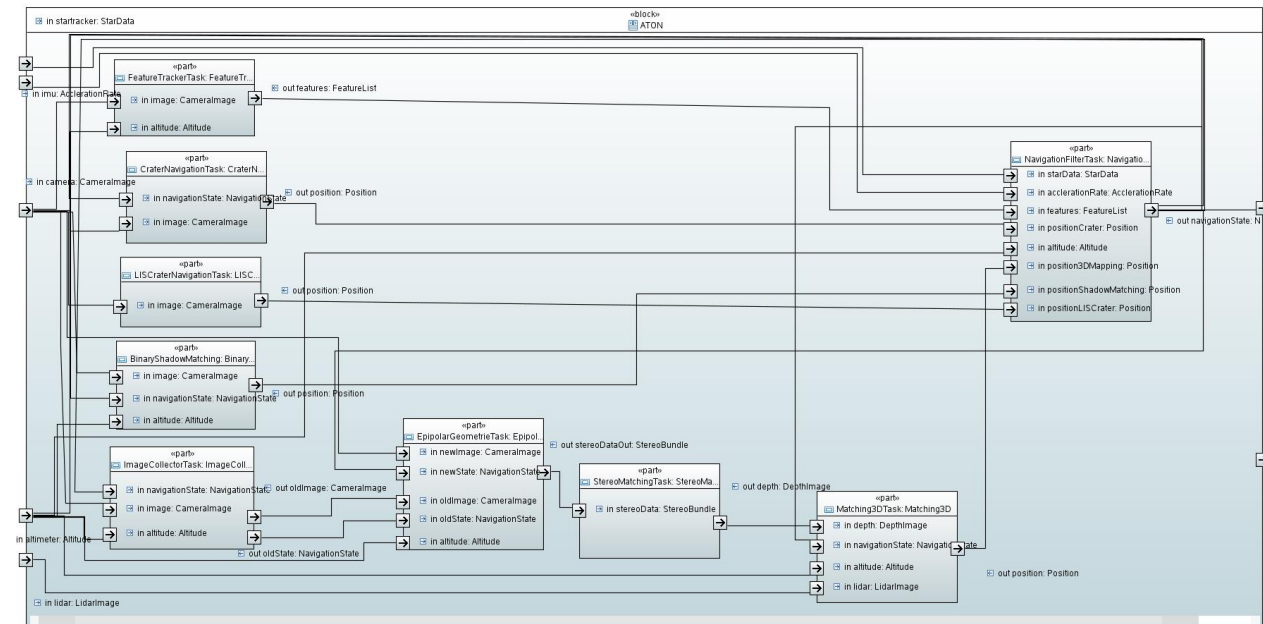 «block»
ATON
in startracker: StarData
in imu: AcclerationRate
«part»
FeatureTrackerTask: FeatureTr...
in image: CameraImage
in altitude: Altitude
out features: FeatureList
in camera: CameraImage
«part»
CraterNavigationTask: CraterN...
in navigationState: NavigationState
in image: CameraImage
out position: Position
«part»
LISCraterNavigationTask: LISC...
in image: CameraImage
out position: Position
«part»
BinaryShadowMatching: Binary...
in image: CameraImage
in navigationState: NavigationState
in altitude: Altitude
out position: Position
«part»
ImageCollectorTask: ImageColl...
in navigationState: NavigationState
in image: CameraImage
in altitude: Altitude
out oldImage: CameraImage
out oldState: NavigationState
«part»
EpipolarGeometrieTask: Epipol...
in newImage: CameraImage
in newState: NavigationState
in oldImage: CameraImage
in oldState: NavigationState
in altitude: Altitude
out stereoDataOut: StereoBundle
«part»
StereoMatchingTask: StereoMa...
in stereoData: StereoBundle
out depth: DepthImage
«part»
Matching3DTask: Matching3D
in depth: DepthImage
in navigationState: NavigationState
in altitude: Altitude
in lidar: LidarImage
out position: Position
«part»
NavigationFilterTask: Navigatio...
in starData: StarData
in acclerationRate: AcclerationRate
in features: FeatureList
in positionCrater: Position
in altitude: Altitude
in position3DMapping: Position
in positionShadowMatching: Position
in positionLISCrater: Position
out navigationState: N
in altimeter: Altitude
in lidar: LidarImage